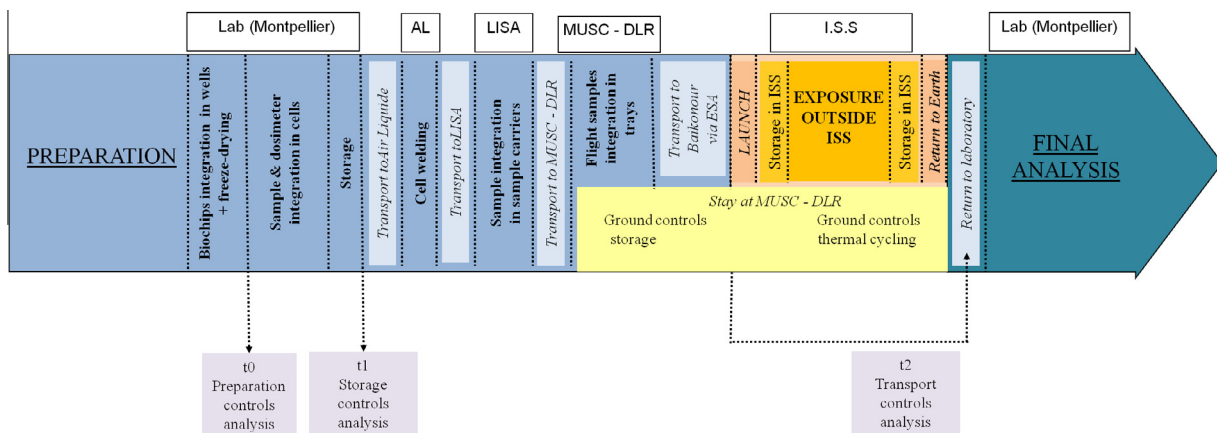 Lab (Montpellier)
AL
LISA
MUSC - DLR
I.S.S
Lab (Montpellier)
PREPARATION
Biochips integration in wells
+ freeze-drying
Sample & dosimeter
integration in cells
Storage
Transport toAir Liquide
Cell welding
Transport toLISA
Sample integration
in sample carriers
Transport to MUSC - DLR
Flight samples
integration in
trays
Transport to
Baikonour
via ESA
LAUNCH
Storage in ISS
EXPOSURE
OUTSIDE
ISS
Storage in ISS
Return to Earth
Return to laboratory
FINAL
ANALYSIS
Stay at MUSC - DLR
Ground controls
storage
Ground controls
thermal cycling
t0
Preparation
controls
analysis
t1
Storage
controls
analysis
t2
Transport
controls
analysis